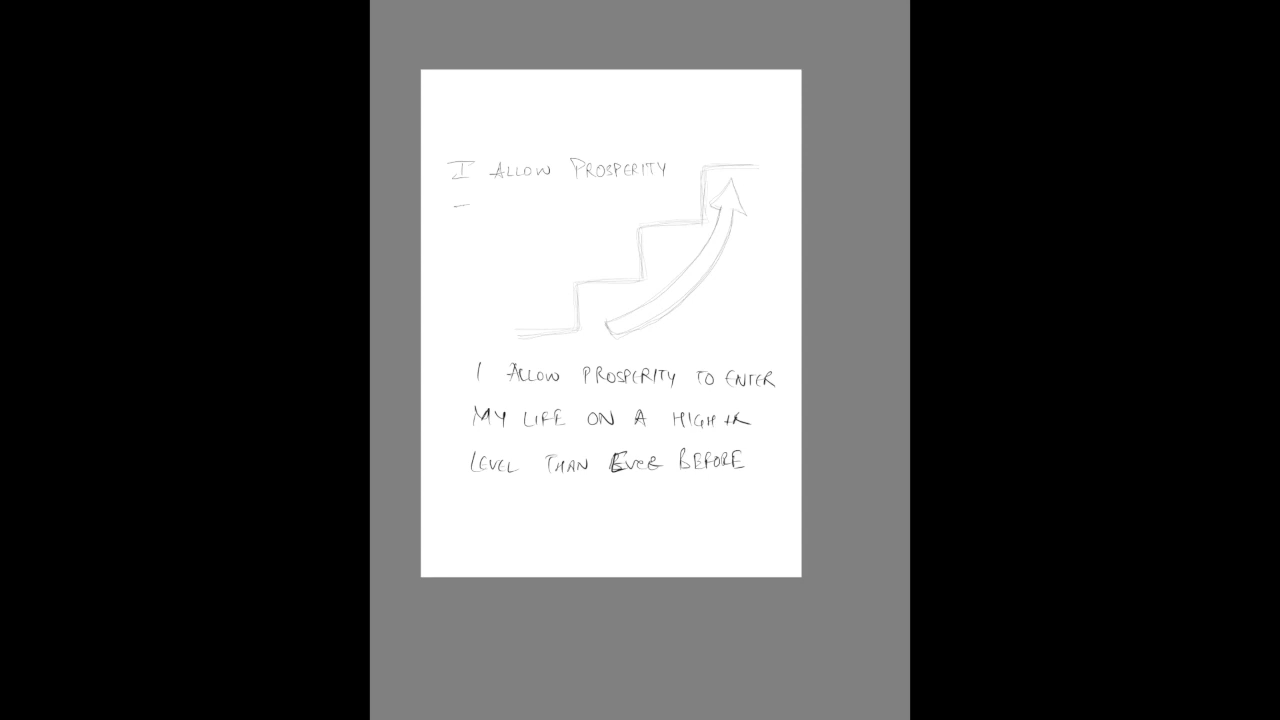 I ALLOW PROSPERITY
I ALLOW PROSPERITY TO ENTER
MY LIFE ON A HIGHER
LEVEL THAN EVER BEFORE